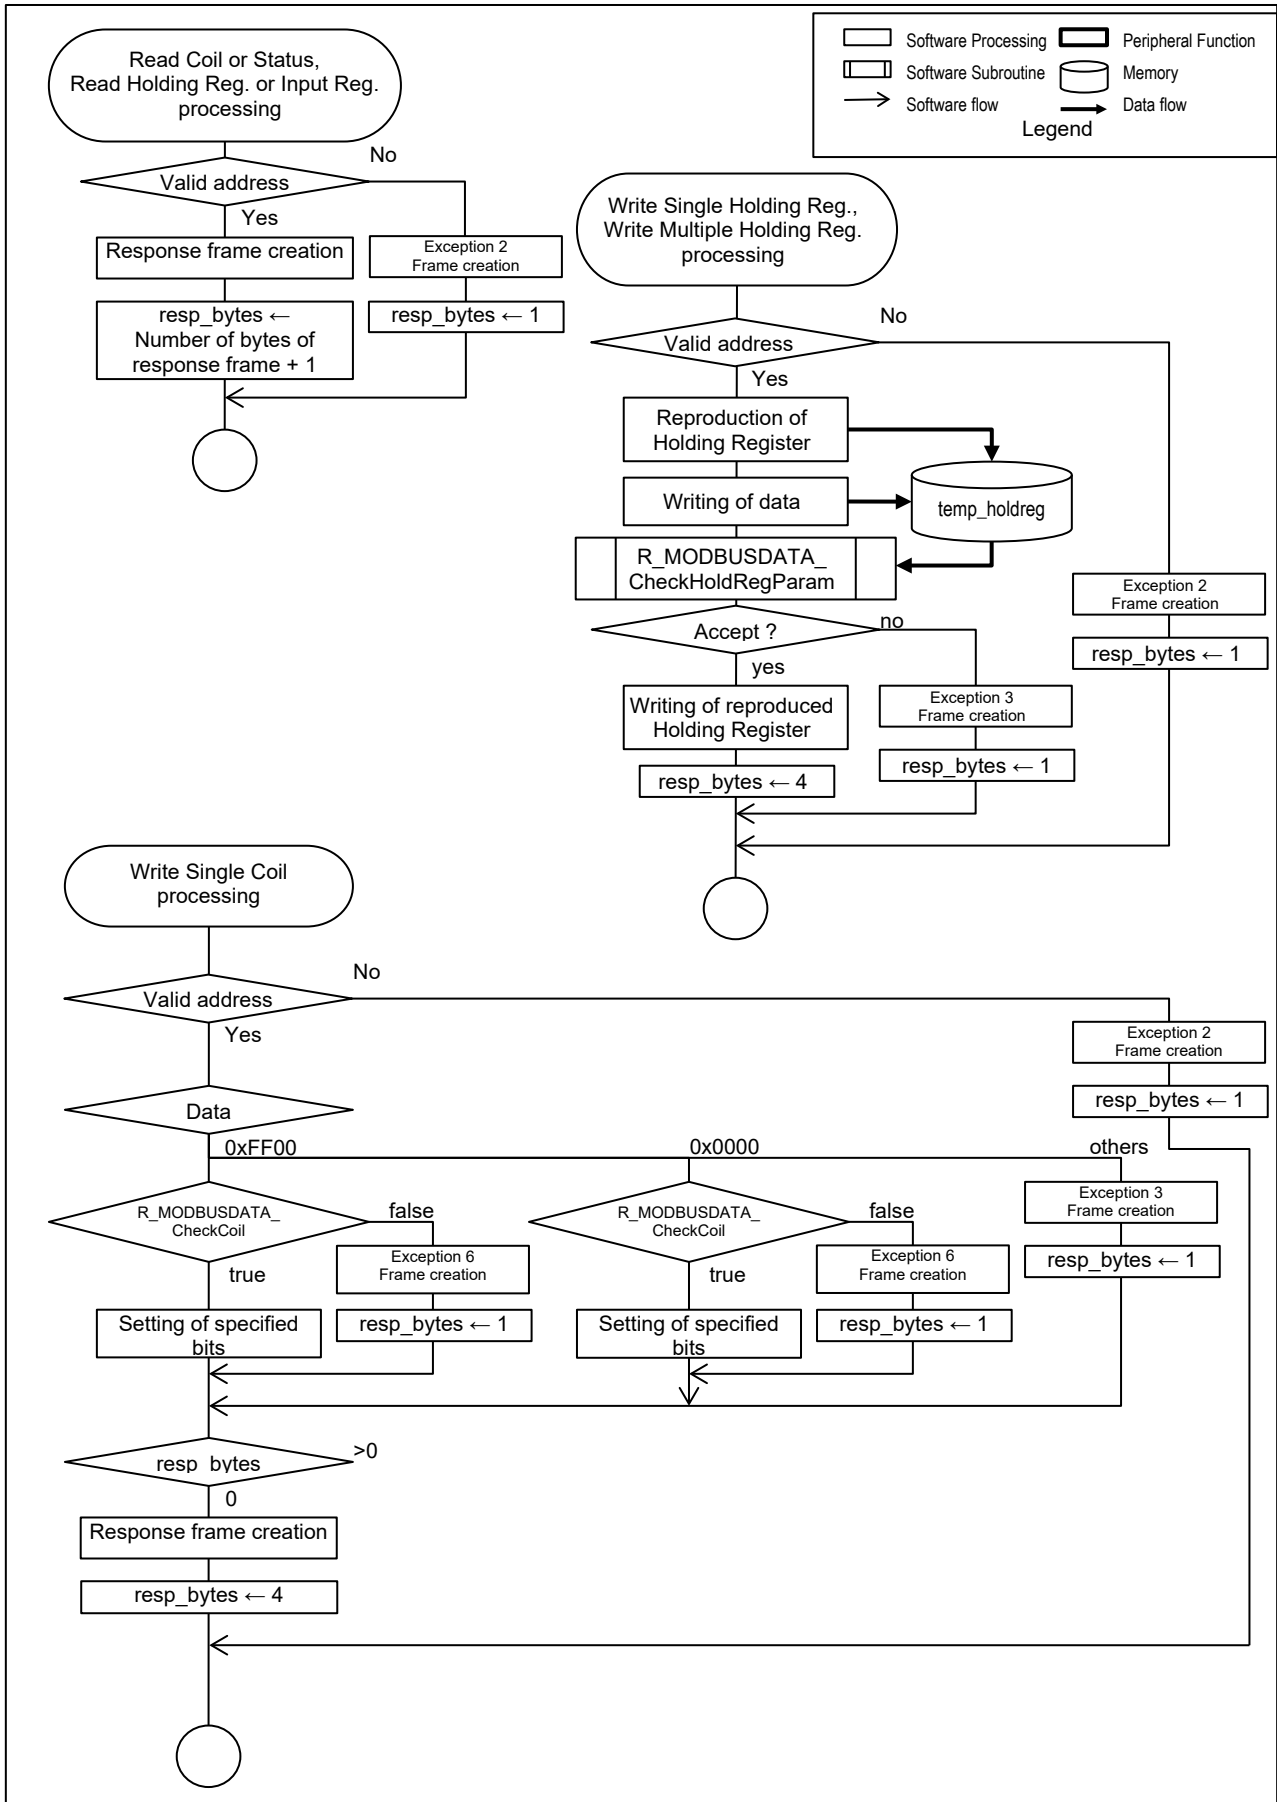 Read Coil or Status,
Read Holding Reg. or Input Reg.
processing
No
Valid address
Yes
Response frame creation
Exception 2
Frame creation
resp_bytes ←
Number of bytes of
response frame + 1
resp_bytes ← 1
Software Processing
Peripheral Function
Software Subroutine
Memory
Software flow
Data flow
Legend
Write Single Holding Reg.,
Write Multiple Holding Reg.
processing
No
Valid address
Yes
Reproduction of
Holding Register
Writing of data
temp_holdreg
R_MODBUSDATA_
CheckHoldRegParam
Exception 2
Frame creation
resp_bytes ← 1
Accept ?
no
yes
Writing of reproduced
Holding Register
Exception 3
Frame creation
resp_bytes ← 1
resp_bytes ← 4
Write Single Coil
processing
No
Valid address
Yes
Exception 2
Frame creation
resp_bytes ← 1
Data
0xFF00
0x0000
others
R_MODBUSDATA_
CheckCoil
false
true
Exception 6
Frame creation
resp_bytes ← 1
Setting of specified
bits
R_MODBUSDATA_
CheckCoil
false
true
Exception 6
Frame creation
resp_bytes ← 1
Setting of specified
bits
Exception 3
Frame creation
resp_bytes ← 1
resp_bytes
>0
0
Response frame creation
resp_bytes ← 4